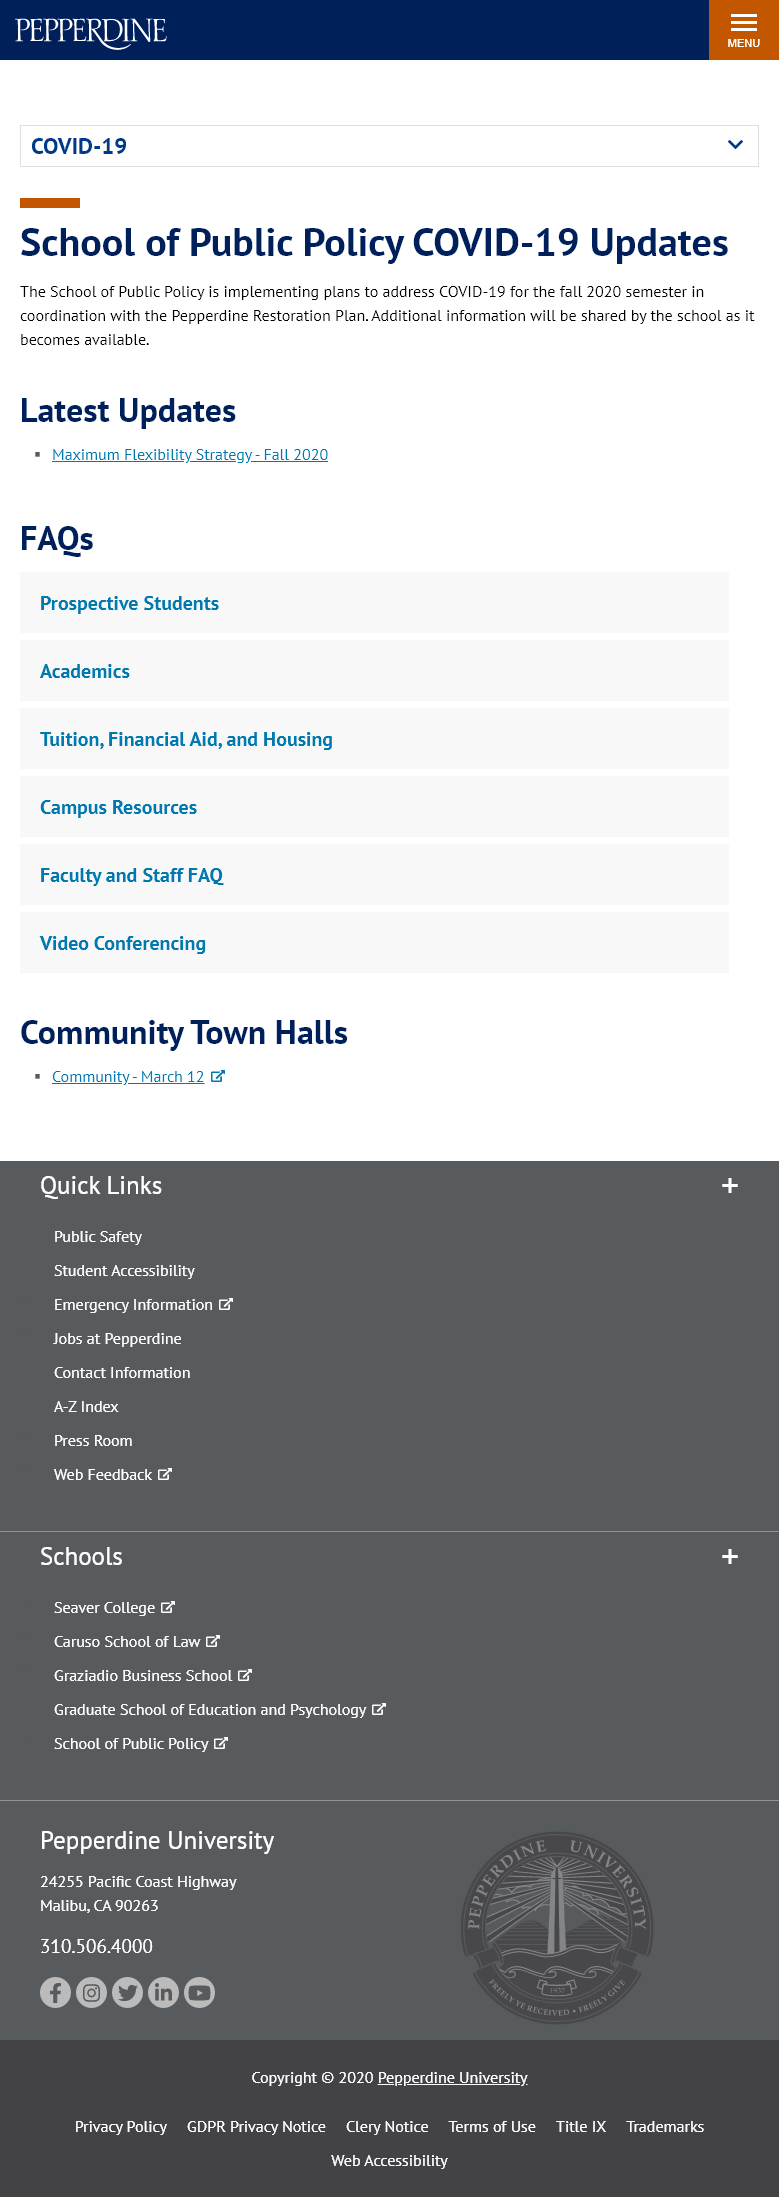 PEPPERDINE
MENU
COVID-19
School of Public Policy COVID-19 Updates
The School of Public Policy is implementing plans to address COVID-19 for the fall 2020 semester in
coordination with the Pepperdine Restoration Plan. Additional information will be shared by the school as it
becomes available.
Latest Updates
Maximum Flexibility Strategy - Fall 2020
FAQs
Prospective Students
Academics
Tuition, Financial Aid, and Housing
Campus Resources
Faculty and Staff FAQ
Video Conferencing
Community Town Halls
Community - March 12
Quick Links
Public Safety
Student Accessibility
Emergency Information
Jobs at Pepperdine
Contact Information
A-Z Index
Press Room
Web Feedback
Schools
Seaver College
Caruso School of Law
Graziadio Business School
Graduate School of Education and Psychology
School of Public Policy
Pepperdine University
24255 Pacific Coast Highway
Malibu, CA 90263
310.506.4000
PEPPERDINE UNIVERSITY
1937
FREELY YE RECEIVED • FREELY GIVE
Copyright © 2020 Pepperdine University
Privacy Policy GDPR Privacy Notice Clery Notice Terms of Use Title IX Trademarks
Web Accessibility